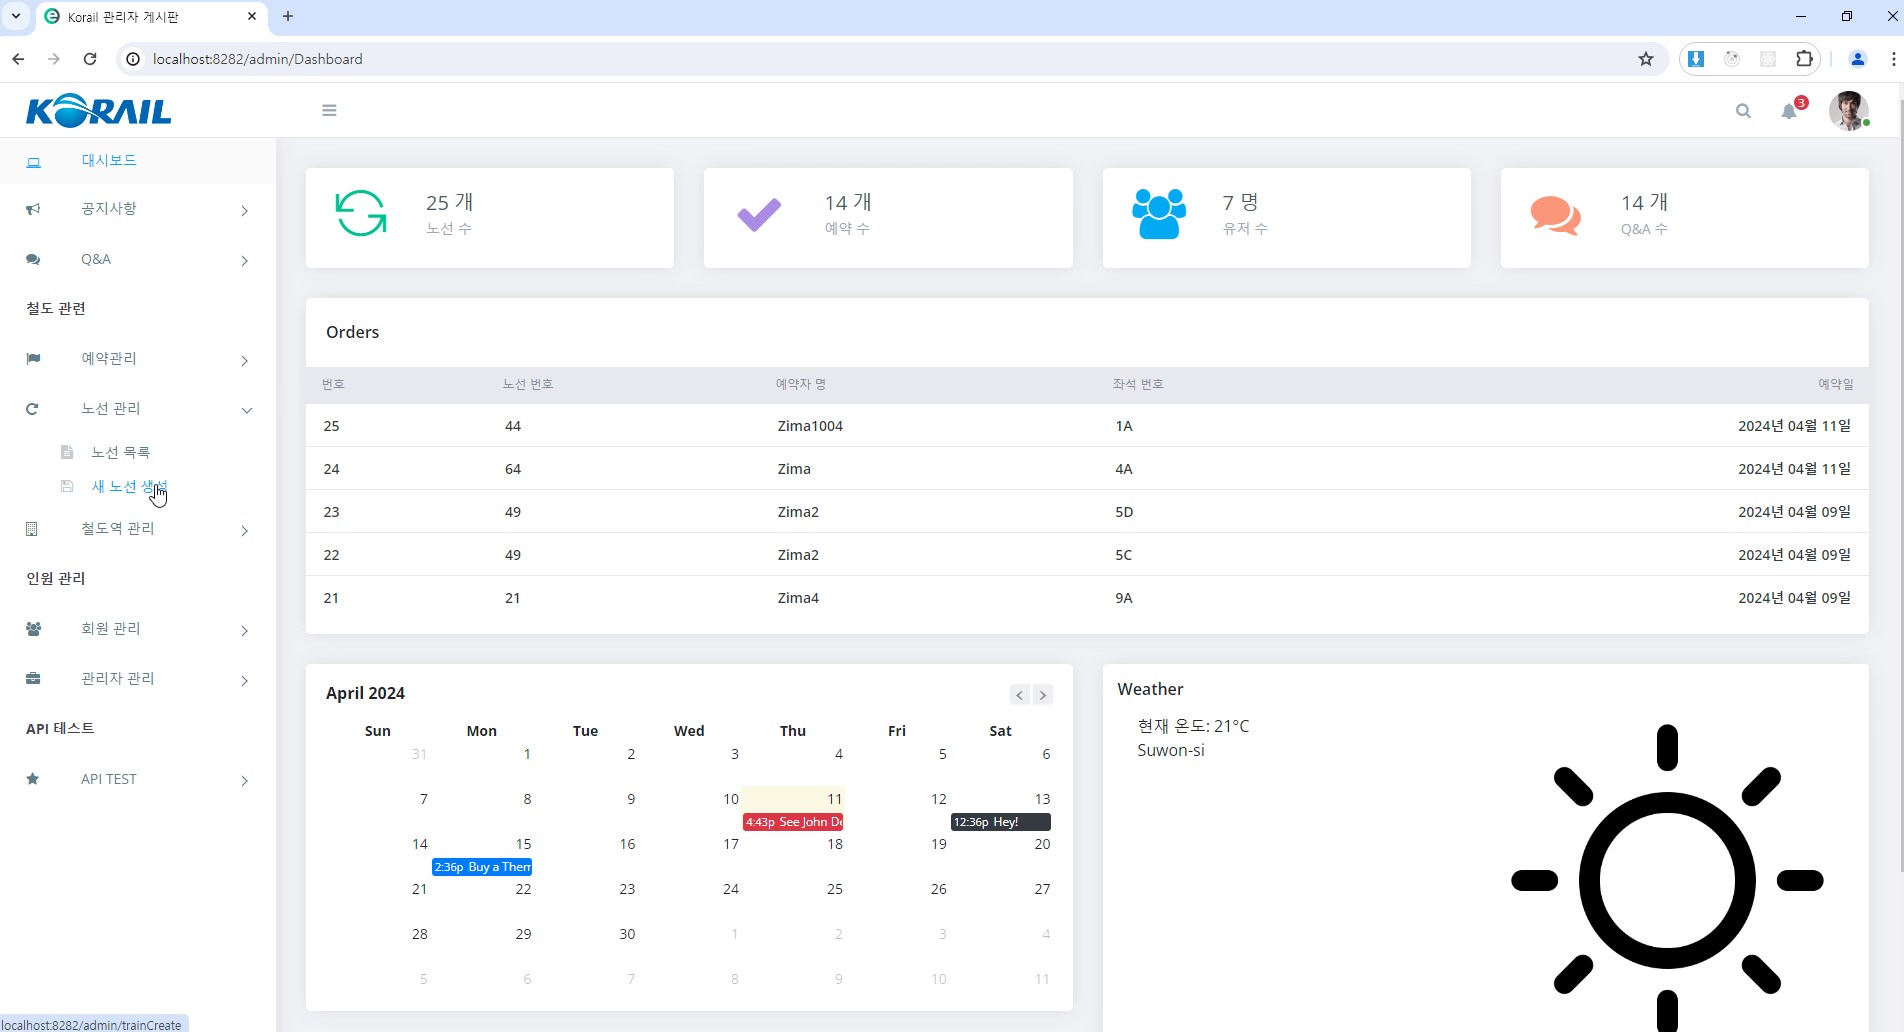 Korail 관리자 게시판
localhost:8282/admin/Dashboard
KORAIL
3
대시보드
공지사항
Q&A
철도 관련
예약관리
노선 관리
노선 목록
새 노선 생성
철도역 관리
인원 관리
회원 관리
관리자 관리
API 테스트
API TEST
25 개
노선 수
14 개
예약 수
7 명
유저 수
14 개
Q&A 수
Orders
번호 노선 번호 예약자 명 좌석 번호 예약일
25 44 Zima1004 1A 2024년 04월 11일
24 64 Zima 4A 2024년 04월 11일
23 49 Zima2 5D 2024년 04월 09일
22 49 Zima2 5C 2024년 04월 09일
21 21 Zima4 9A 2024년 04월 09일
April 2024
Sun Mon Tue Wed Thu Fri Sat
31 1 2 3 4 5 6
7 8 9 10 11 12 13
4:43p See John De 12:36p Hey!
14 15 16 17 18 19 20
2:36p Buy a Them
21 22 23 24 25 26 27
28 29 30 1 2 3 4
5 6 7 8 9 10 11
Weather
현재 온도: 21°C
Suwon-si
localhost:8282/admin/trainCreate